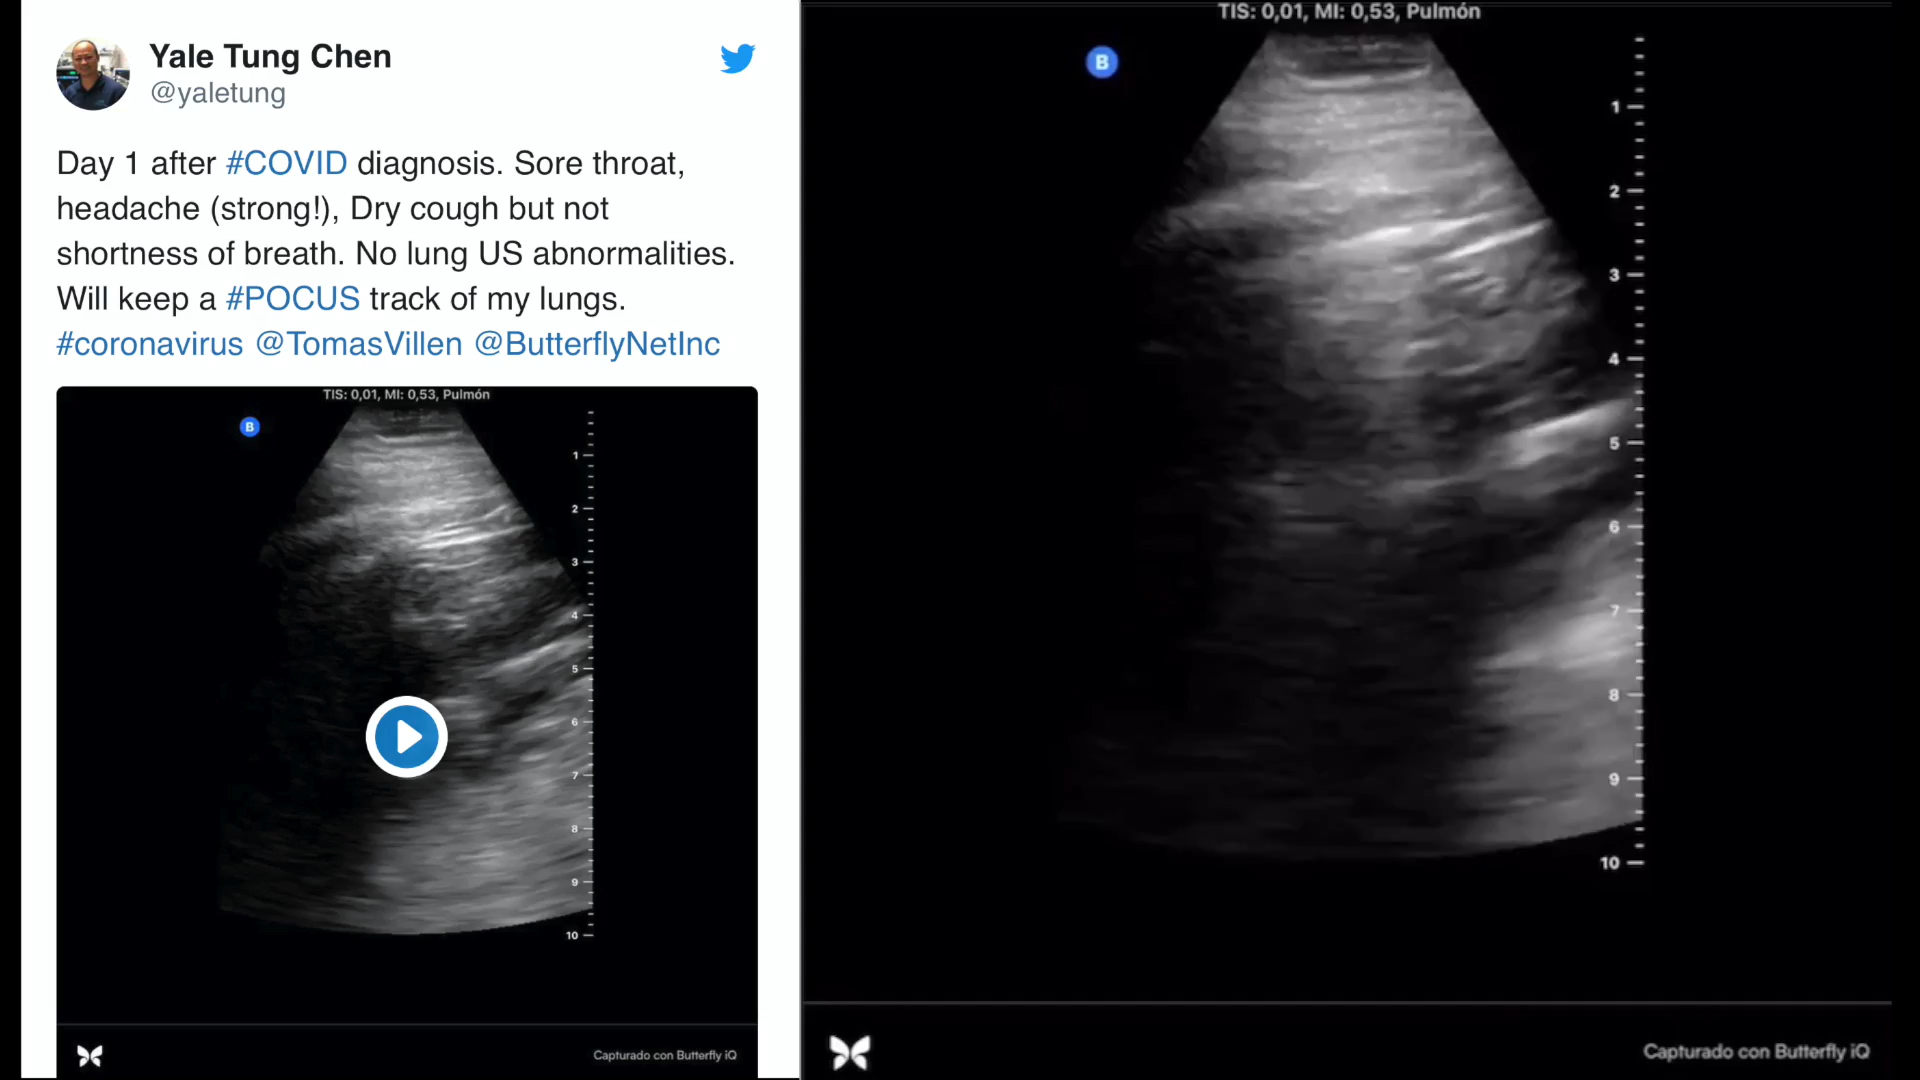 Yale Tung Chen
@yaletung
Day 1 after #COVID diagnosis. Sore throat,
headache (strong!), Dry cough but not
shortness of breath. No lung US abnormalities.
Will keep a #POCUS track of my lungs.
#coronavirus @TomasVillen @ButterflyNetInc
TIS: 0,01, MI: 0,53, Pulmón
B
1
2
3
4
5
6
7
8
9
10
Capturado con Butterfly iQ
TIS: 0,01, MI: 0,53, Pulmón
B
1
2
3
4
5
6
7
8
9
10
Capturado con Butterfly iQ